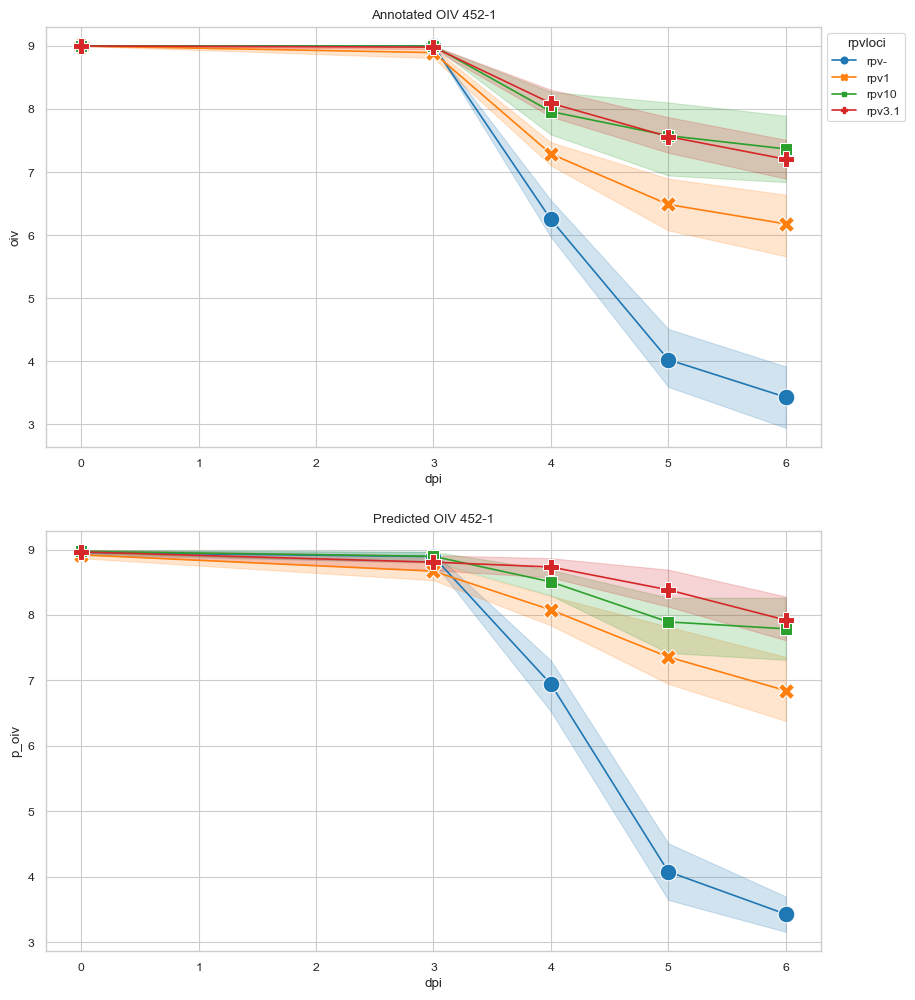 Annotated OIV 452-1
rpvloci
rpv-
rpv1
rpv10
rpv3.1
oiv
9
8
7
6
5
4
3
0 1 2 3 4 5 6
dpi
Predicted OIV 452-1
p_oiv
9
8
7
6
5
4
3
0 1 2 3 4 5 6
dpi